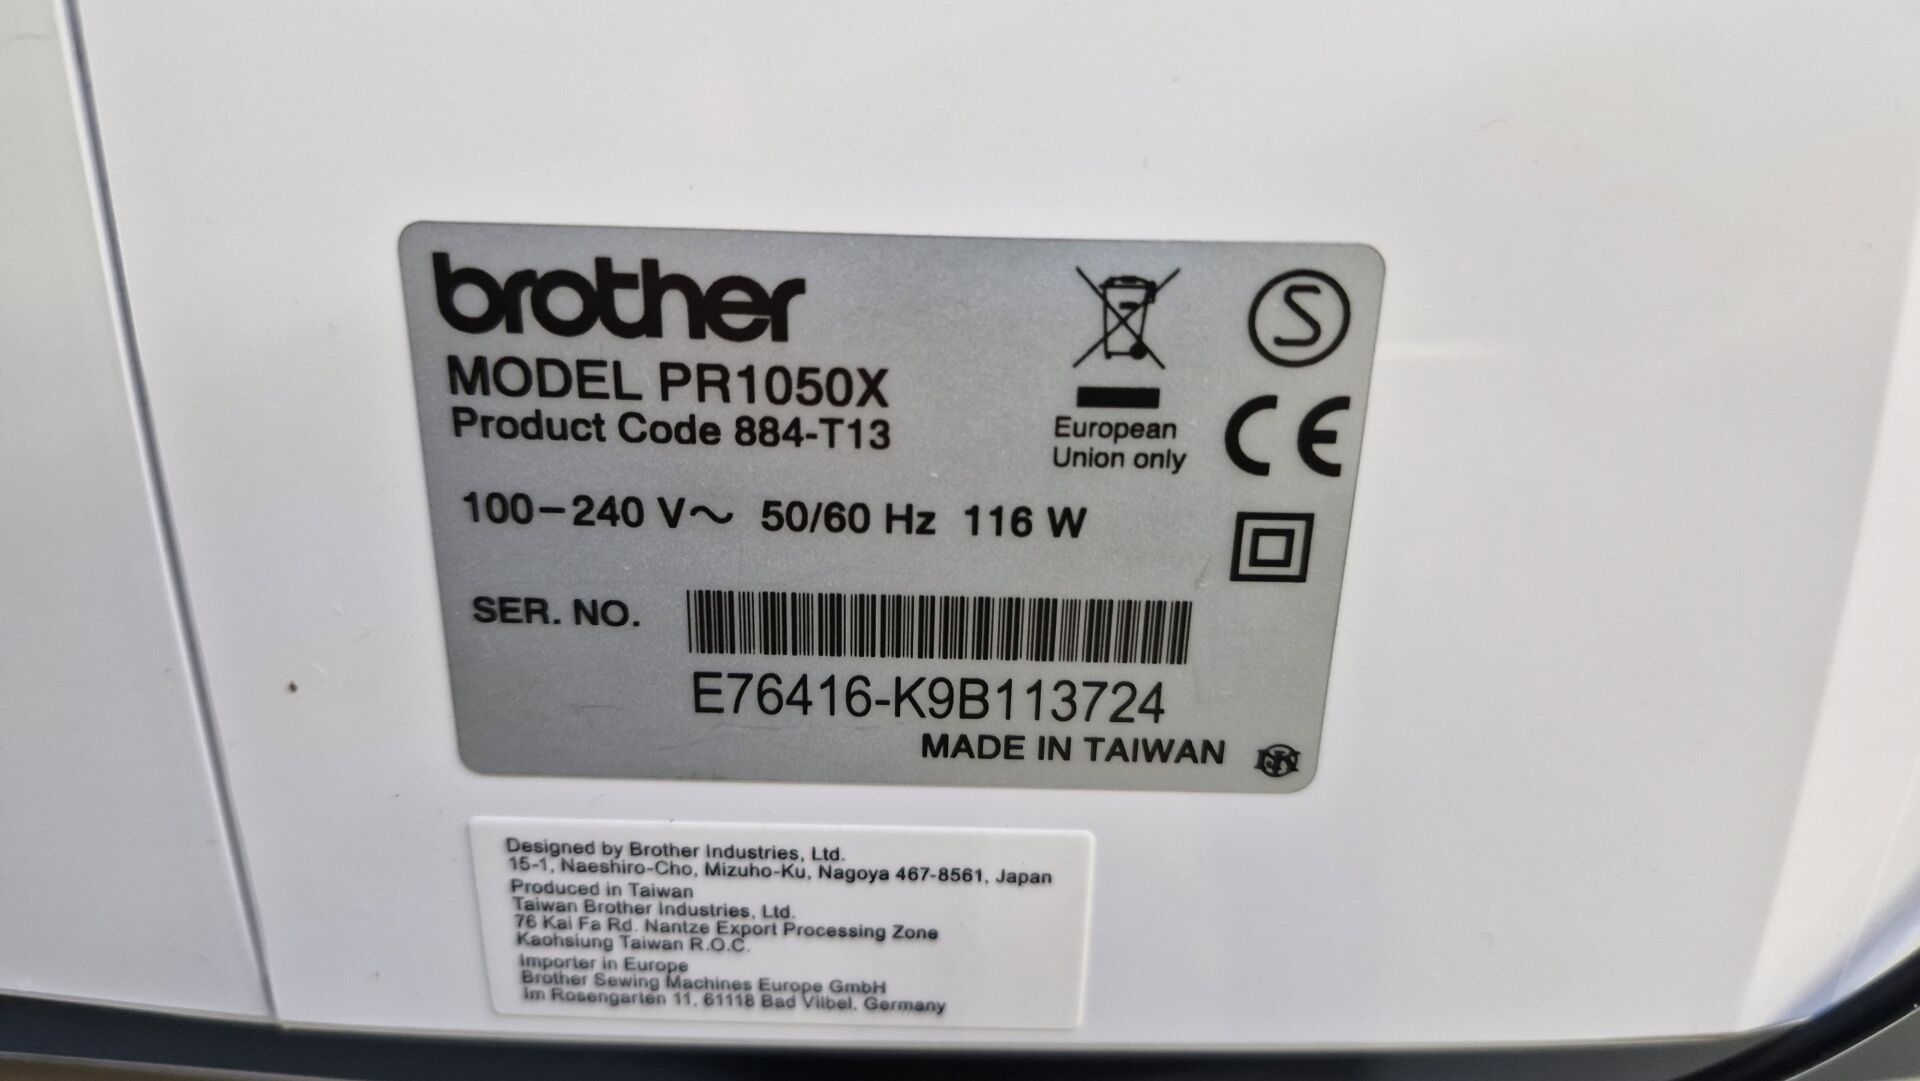 brother
MODEL PR1050X
Product Code 884-T13
European
Union only
S
CE
100-240 V~ 50/60 Hz 116 W
SER. NO.
E76416-K9B113724
MADE IN TAIWAN
Designed by Brother Industries, Ltd.
15-1, Naeshiro-Cho, Mizuho-Ku, Nagoya 467-8561, Japan
Produced in Taiwan
Taiwan Brother Industries, Ltd.
76 Kai Fa Rd. Nantze Export Processing Zone
Kaohsiung Taiwan R.O.C.
Importer in Europe
Brother Sewing Machines Europe GmbH
Im Rosengarten 11, 61118 Bad Vilbel, Germany